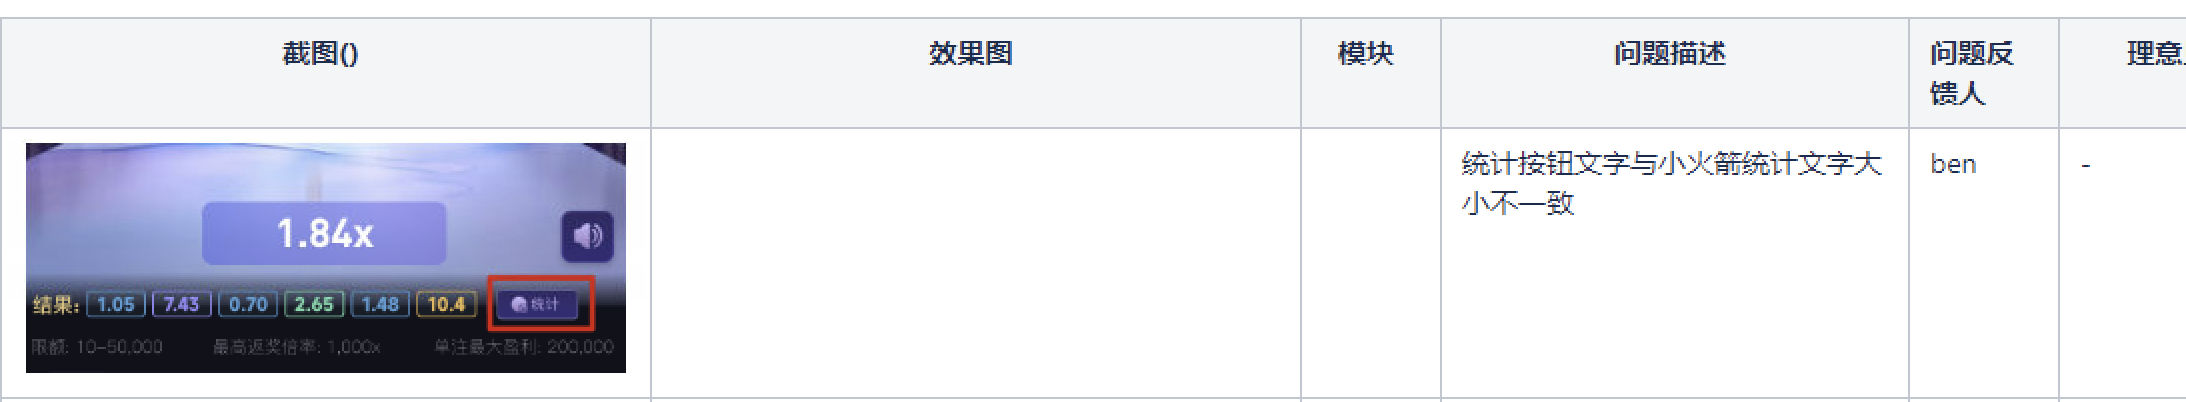 截图()
效果图
模块
问题描述
问题反
馈人
理意
1.84x
结果: 1.05 7.43 0.70 2.65 1.48 10.4 统计
限额: 10-50,000 最高返奖倍率: 1,000x 单注最大盈利: 200,000
统计按钮文字与小火箭统计文字大
小不一致
ben
-